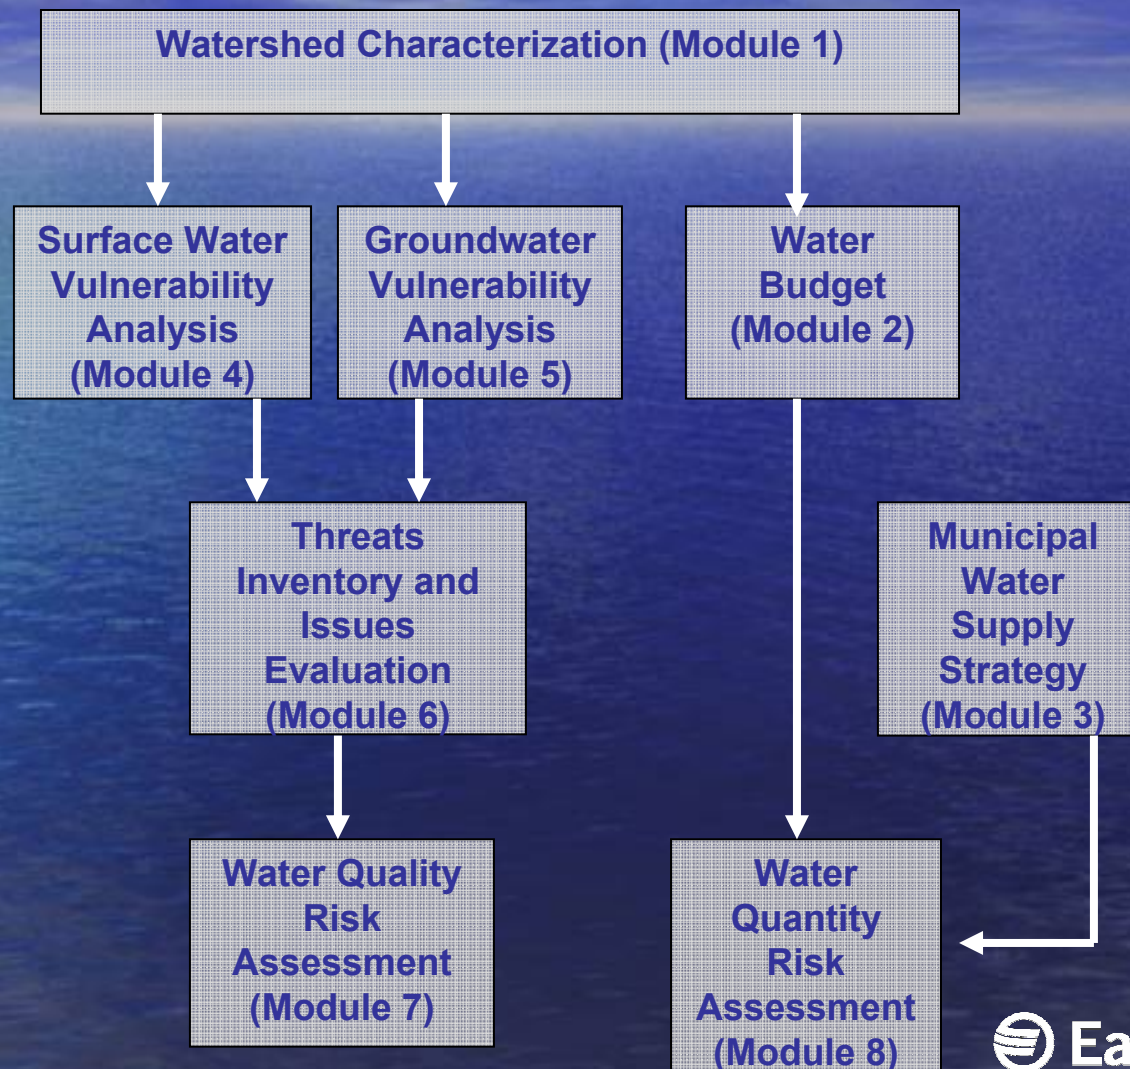 Watershed Characterization (Module 1)
Surface Water
Vulnerability
Analysis
(Module 4)
Groundwater
Vulnerability
Analysis
(Module 5)
Water
Budget
(Module 2)
Threats
Inventory and
Issues
Evaluation
(Module 6)
Municipal
Water
Supply
Strategy
(Module 3)
Water Quality
Risk
Assessment
(Module 7)
Water
Quantity
Risk
Assessment
(Module 8)
Ea